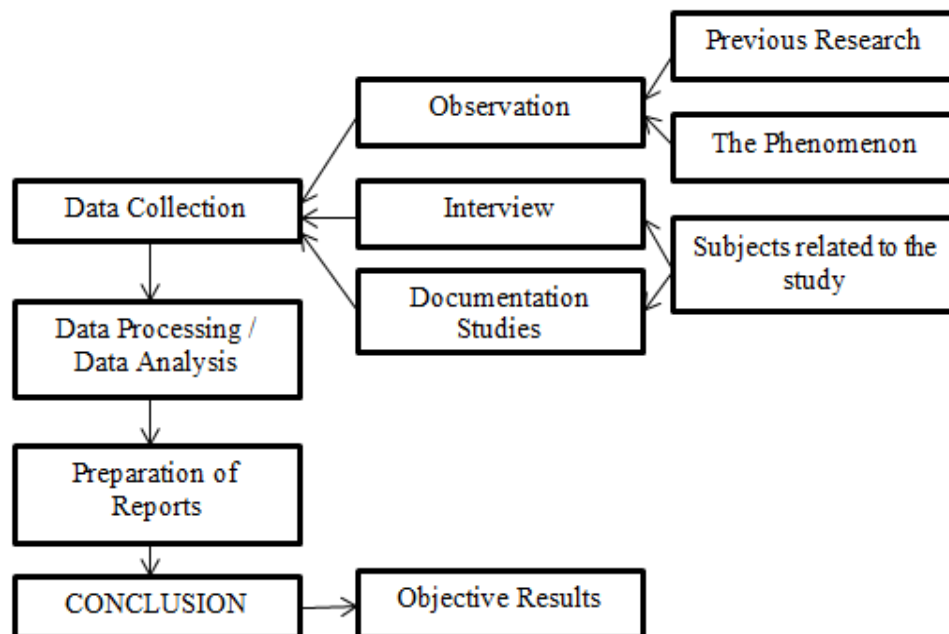 Previous Research
Observation
The Phenomenon
Data Collection
Interview
Subjects related to the
study
Documentation
Studies
Data Processing /
Data Analysis
Preparation of
Reports
CONCLUSION
Objective Results